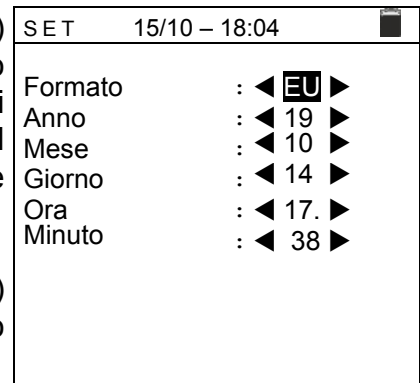 SET 15/10 – 18:04
Formato : ◀ EU ▶
Anno : ◀ 19 ▶
Mese : ◀ 10 ▶
Giorno : ◀ 14 ▶
Ora : ◀ 17. ▶
Minuto : ◀ 38 ▶